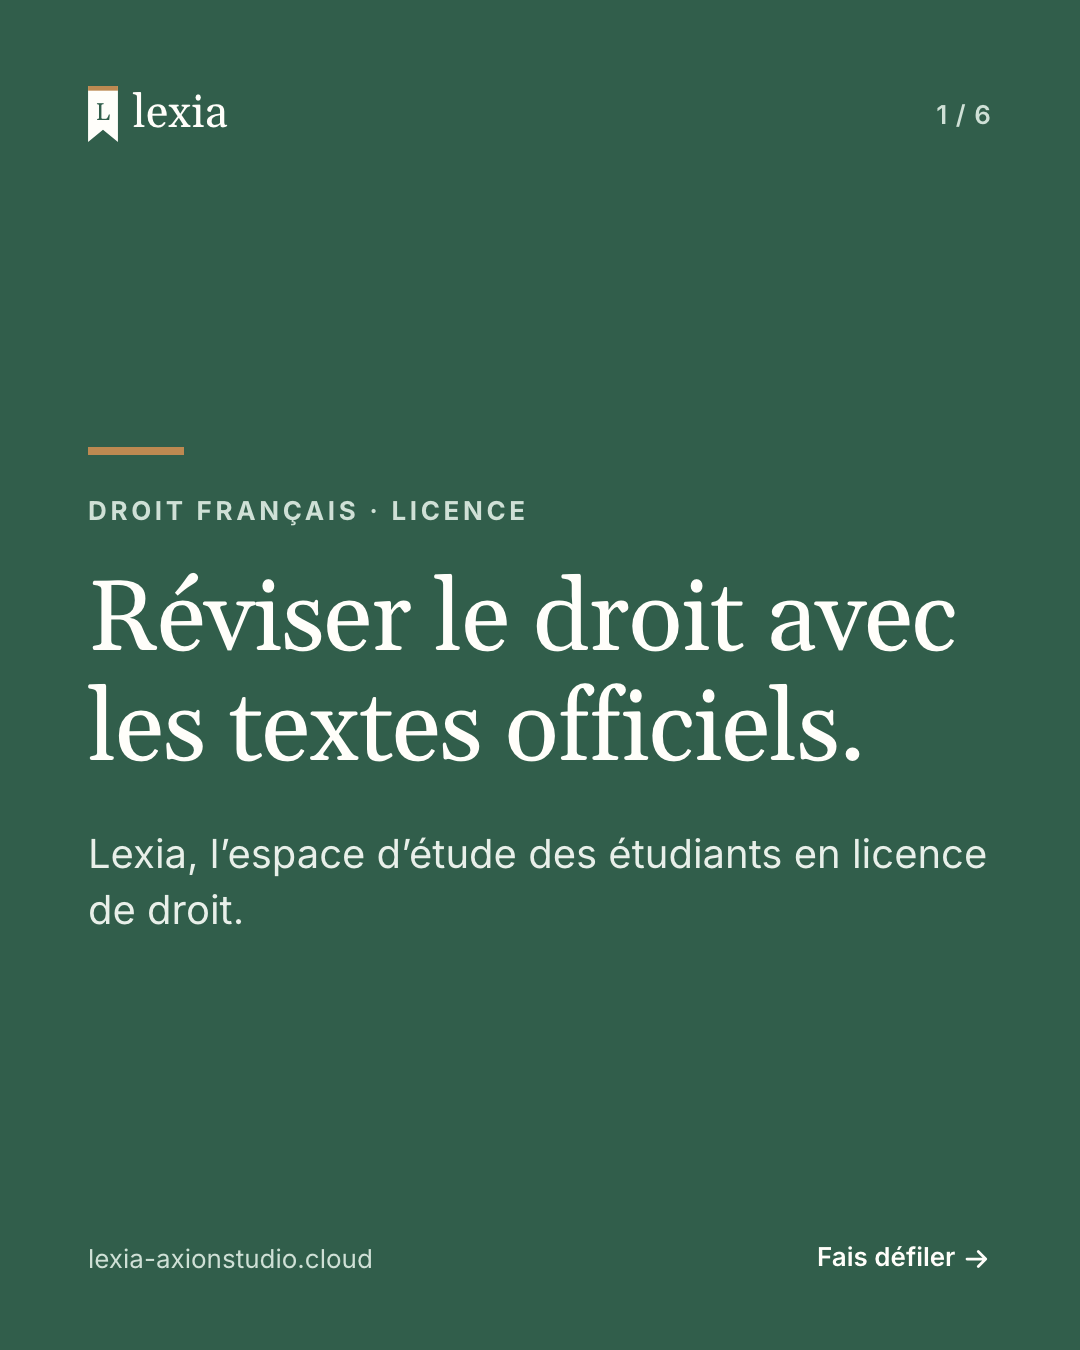 L lexia
1 / 6
DROIT FRANÇAIS · LICENCE
Réviser le droit avec
les textes officiels.
Lexia, l’espace d’étude des étudiants en licence
de droit.
lexia-axionstudio.cloud
Fais défiler →